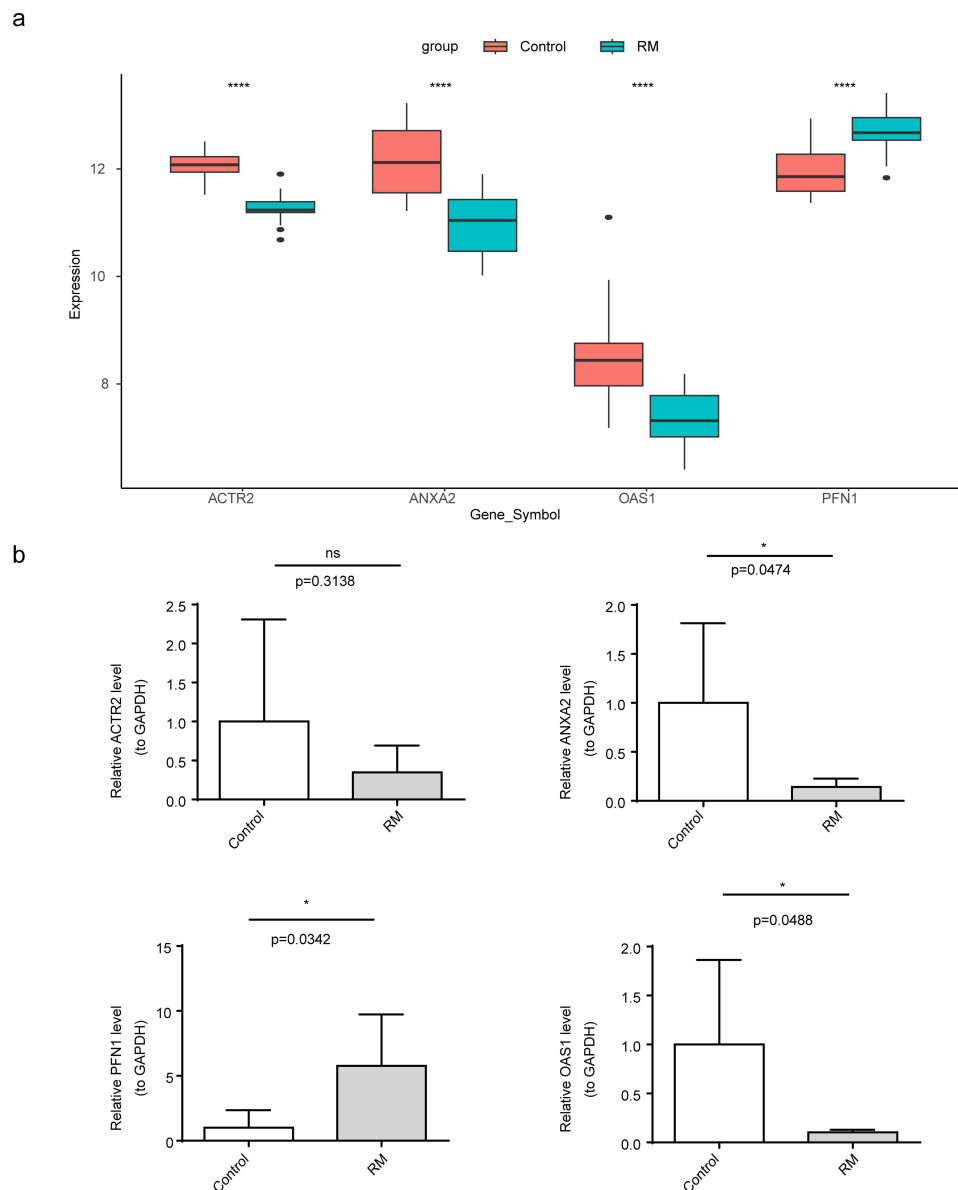 a
group Control RM
**** **** **** ****
12
10
8
Expression
ACTR2 ANXA2 OAS1 PFN1
Gene_Symbol
b
ns
p=0.3138
2.5
2.0
1.5
1.0
0.5
0.0
Relative ACTR2 level
(to GAPDH)
Control RM
*
p=0.0474
2.0
1.5
1.0
0.5
0.0
Relative ANXA2 level
(to GAPDH)
Control RM
*
p=0.0342
15
10
5
0
Relative PFN1 level
(to GAPDH)
Control RM
*
p=0.0488
2.0
1.5
1.0
0.5
0.0
Relative OAS1 level
(to GAPDH)
Control RM